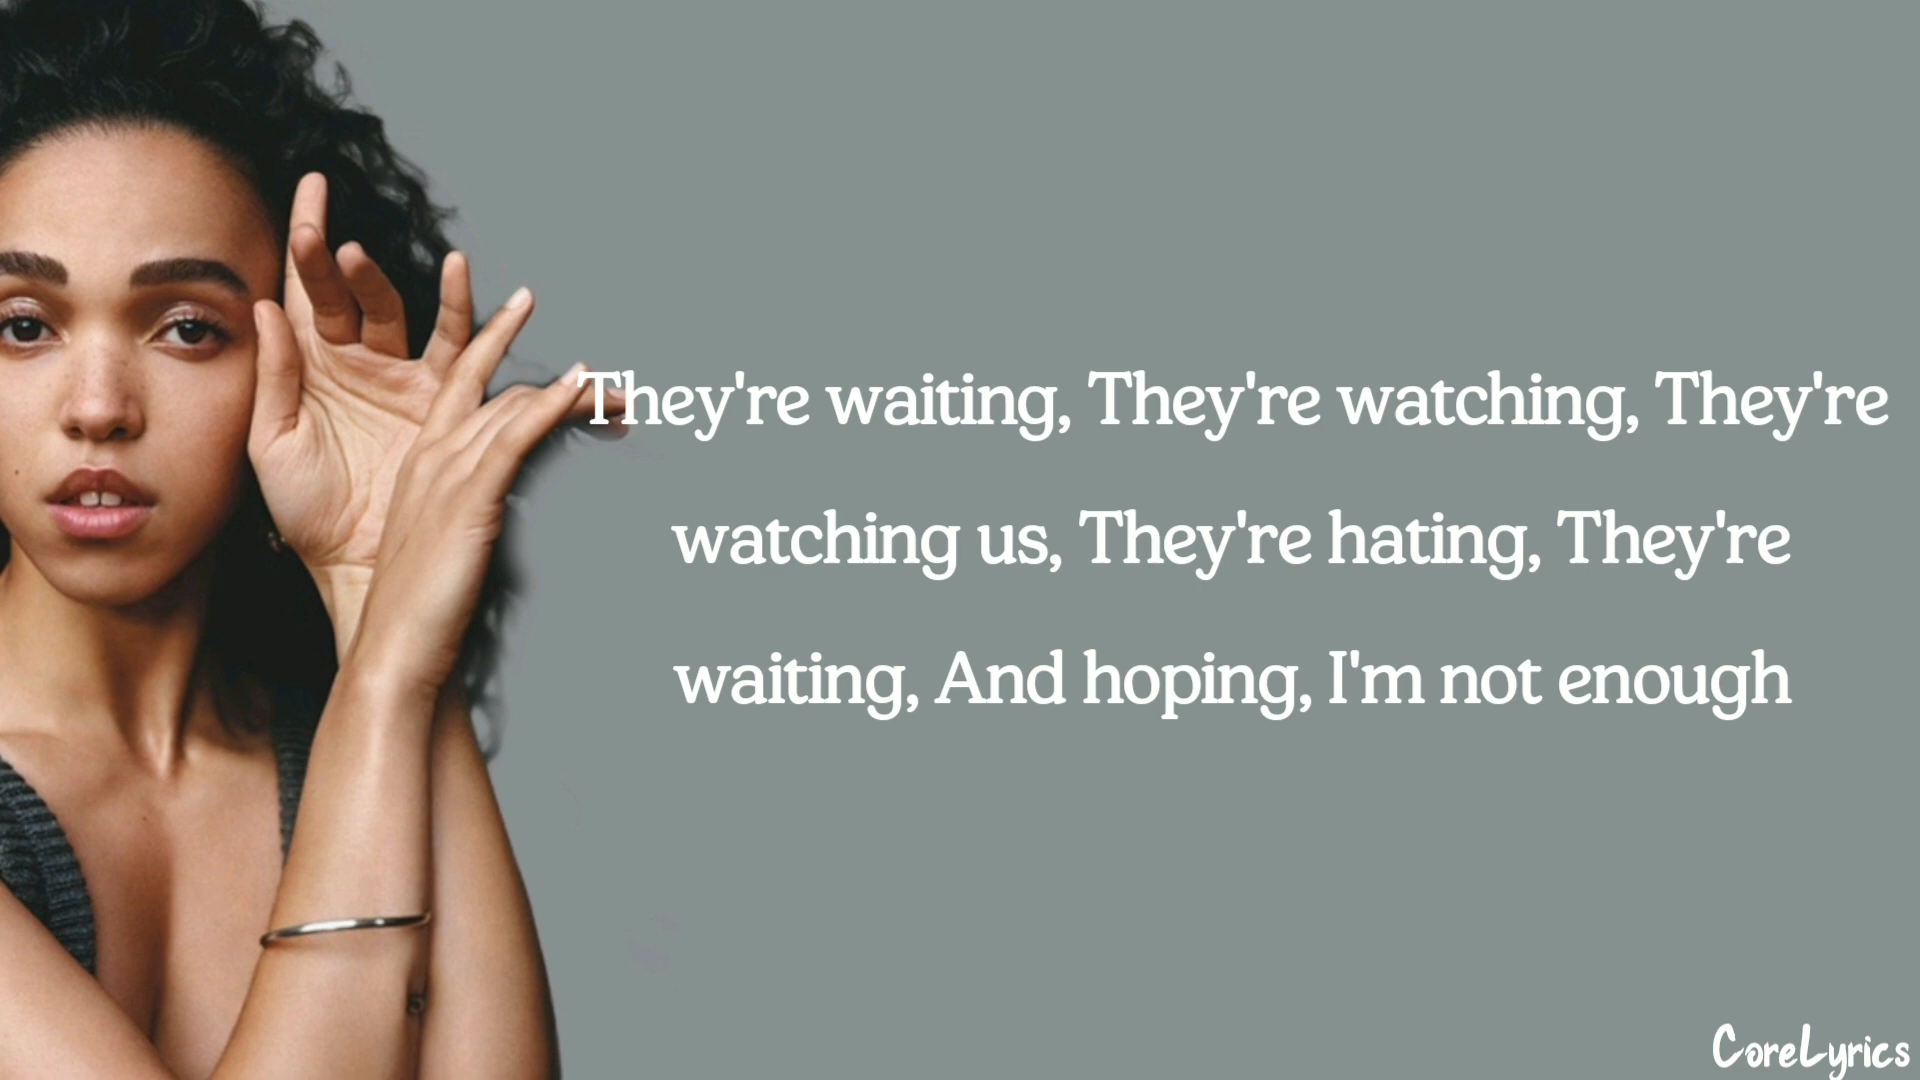 They're waiting, They're watching, They're
watching us, They're hating, They're
waiting, And hoping, I'm not enough
CoreLyrics